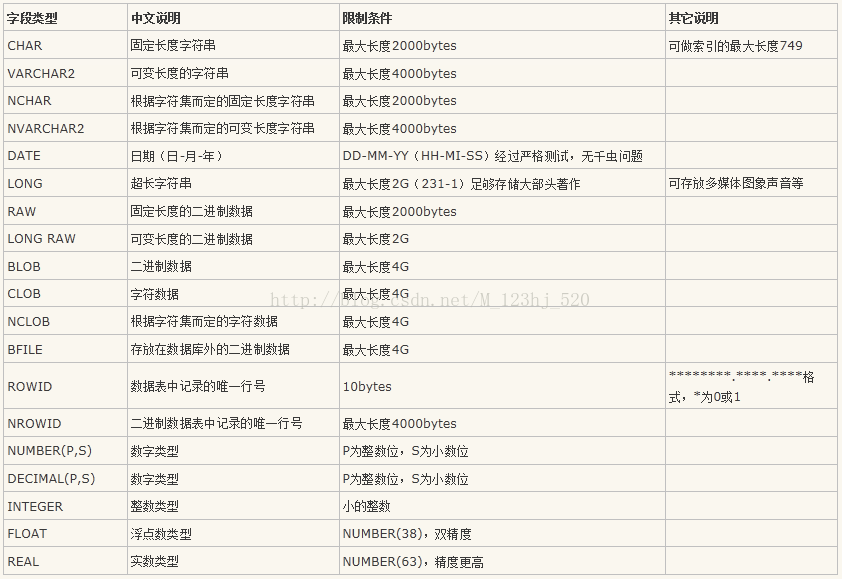 字段类型 中文说明 限制条件 其它说明
CHAR 固定长度字符串 最大长度2000bytes
VARCHAR2 可变长度的字符串 最大长度4000bytes 可做索引的最大长度749
NCHAR 根据字符集而定的固定长度字符串 最大长度2000bytes
NVARCHAR2 根据字符集而定的可变长度字符串 最大长度4000bytes
DATE 日期（日-月-年） DD-MM-YY（HH-MI-SS）经过严格测试，无千虫问题
LONG 超长字符串 最大长度2G（231-1）足够存储大部头著作 可存放多媒体图象声音等
RAW 固定长度的二进制数据 最大长度2000bytes
LONG RAW 可变长度的二进制数据 最大长度2G
BLOB 二进制数据 最大长度4G
CLOB 字符数据 最大长度4G
http://blog.csdn.net/M_123hj_520
NCLOB 根据字符集而定的字符数据 最大长度4G
BFILE 存放在数据库外的二进制数据 最大长度4G
ROWID 数据表中记录的唯一行号 10bytes ********.****.****格
式，*为0或1
NROWID 二进制数据表中记录的唯一行号 最大长度4000bytes
NUMBER(P,S) 数字类型 P为整数位，S为小数位
DECIMAL(P,S) 数字类型 P为整数位，S为小数位
INTEGER 整数类型 小的整数
FLOAT 浮点数类型 NUMBER(38)，双精度
REAL 实数类型 NUMBER(63)，精度更高